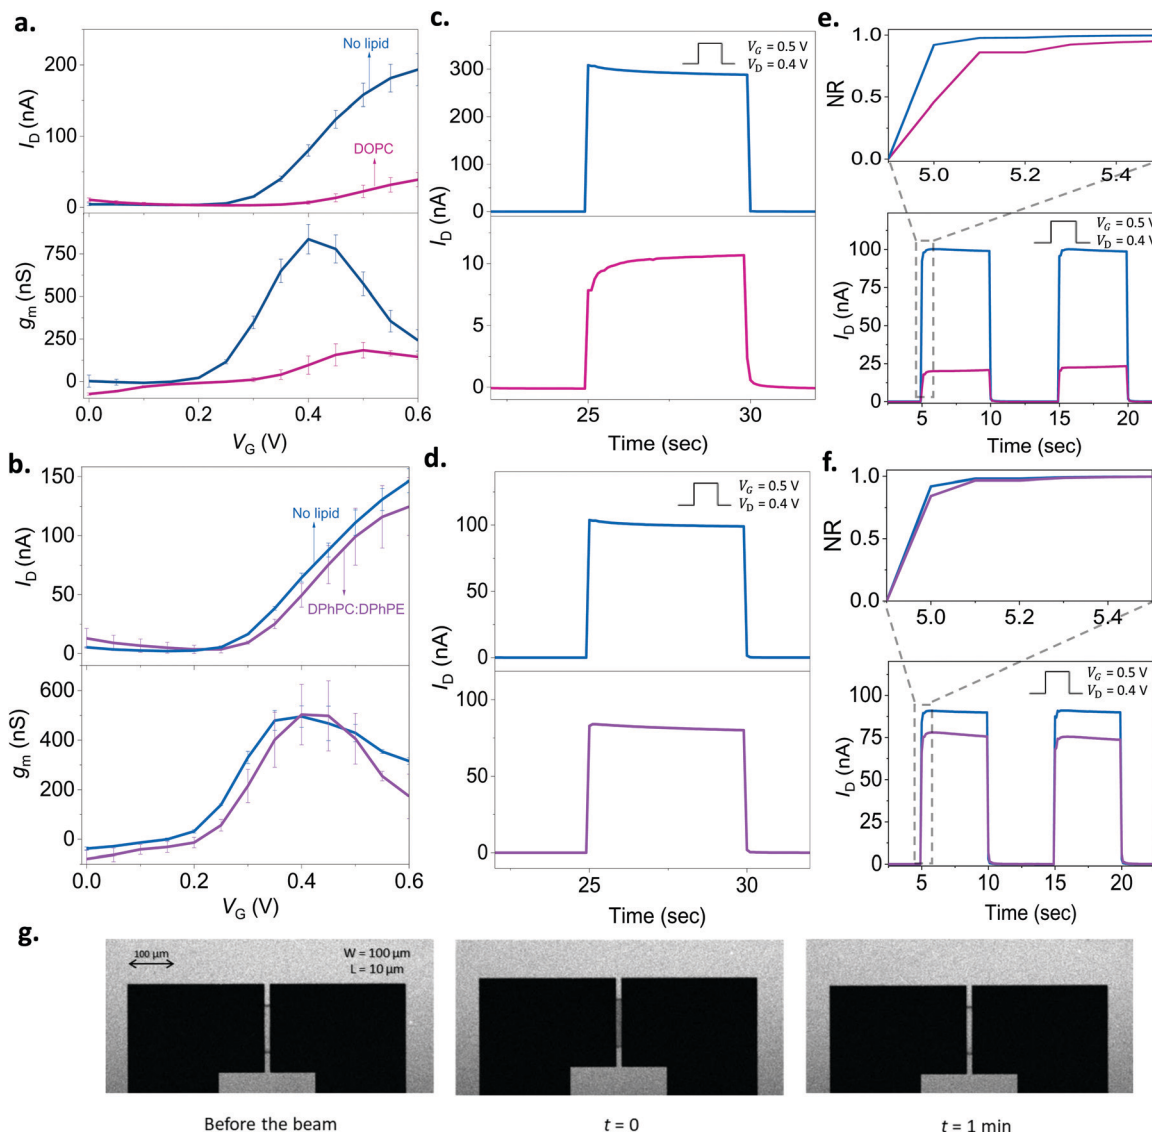 a.
No lipid
DOPC
I_D (nA)
200
100
0
g_m (nS)
750
500
250
0
0.0 0.2 0.4 0.6
V_G (V)
b.
No lipid
DPhPC:DPhPE
I_D (nA)
150
100
50
0
g_m (nS)
600
400
200
0
0.0 0.2 0.4 0.6
V_G (V)
c.
V_G = 0.5 V
V_D = 0.4 V
300
200
100
0
I_D (nA)
10
5
0
25 30
Time (sec)
d.
V_G = 0.5 V
V_D = 0.4 V
100
50
0
I_D (nA)
100
50
0
25 30
Time (sec)
e.
NR
1.0
0.5
0.0
5.0 5.2 5.4
V_G = 0.5 V
V_D = 0.4 V
I_D (nA)
100
75
50
25
0
5 10 15 20
Time (sec)
f.
NR
1.0
0.5
0.0
5.0 5.2 5.4
V_G = 0.5 V
V_D = 0.4 V
I_D (nA)
100
75
50
25
0
5 10 15 20
Time (sec)
g.
100 µm
W = 100 µm
L = 10 µm
Before the beam
t = 0
t = 1 min